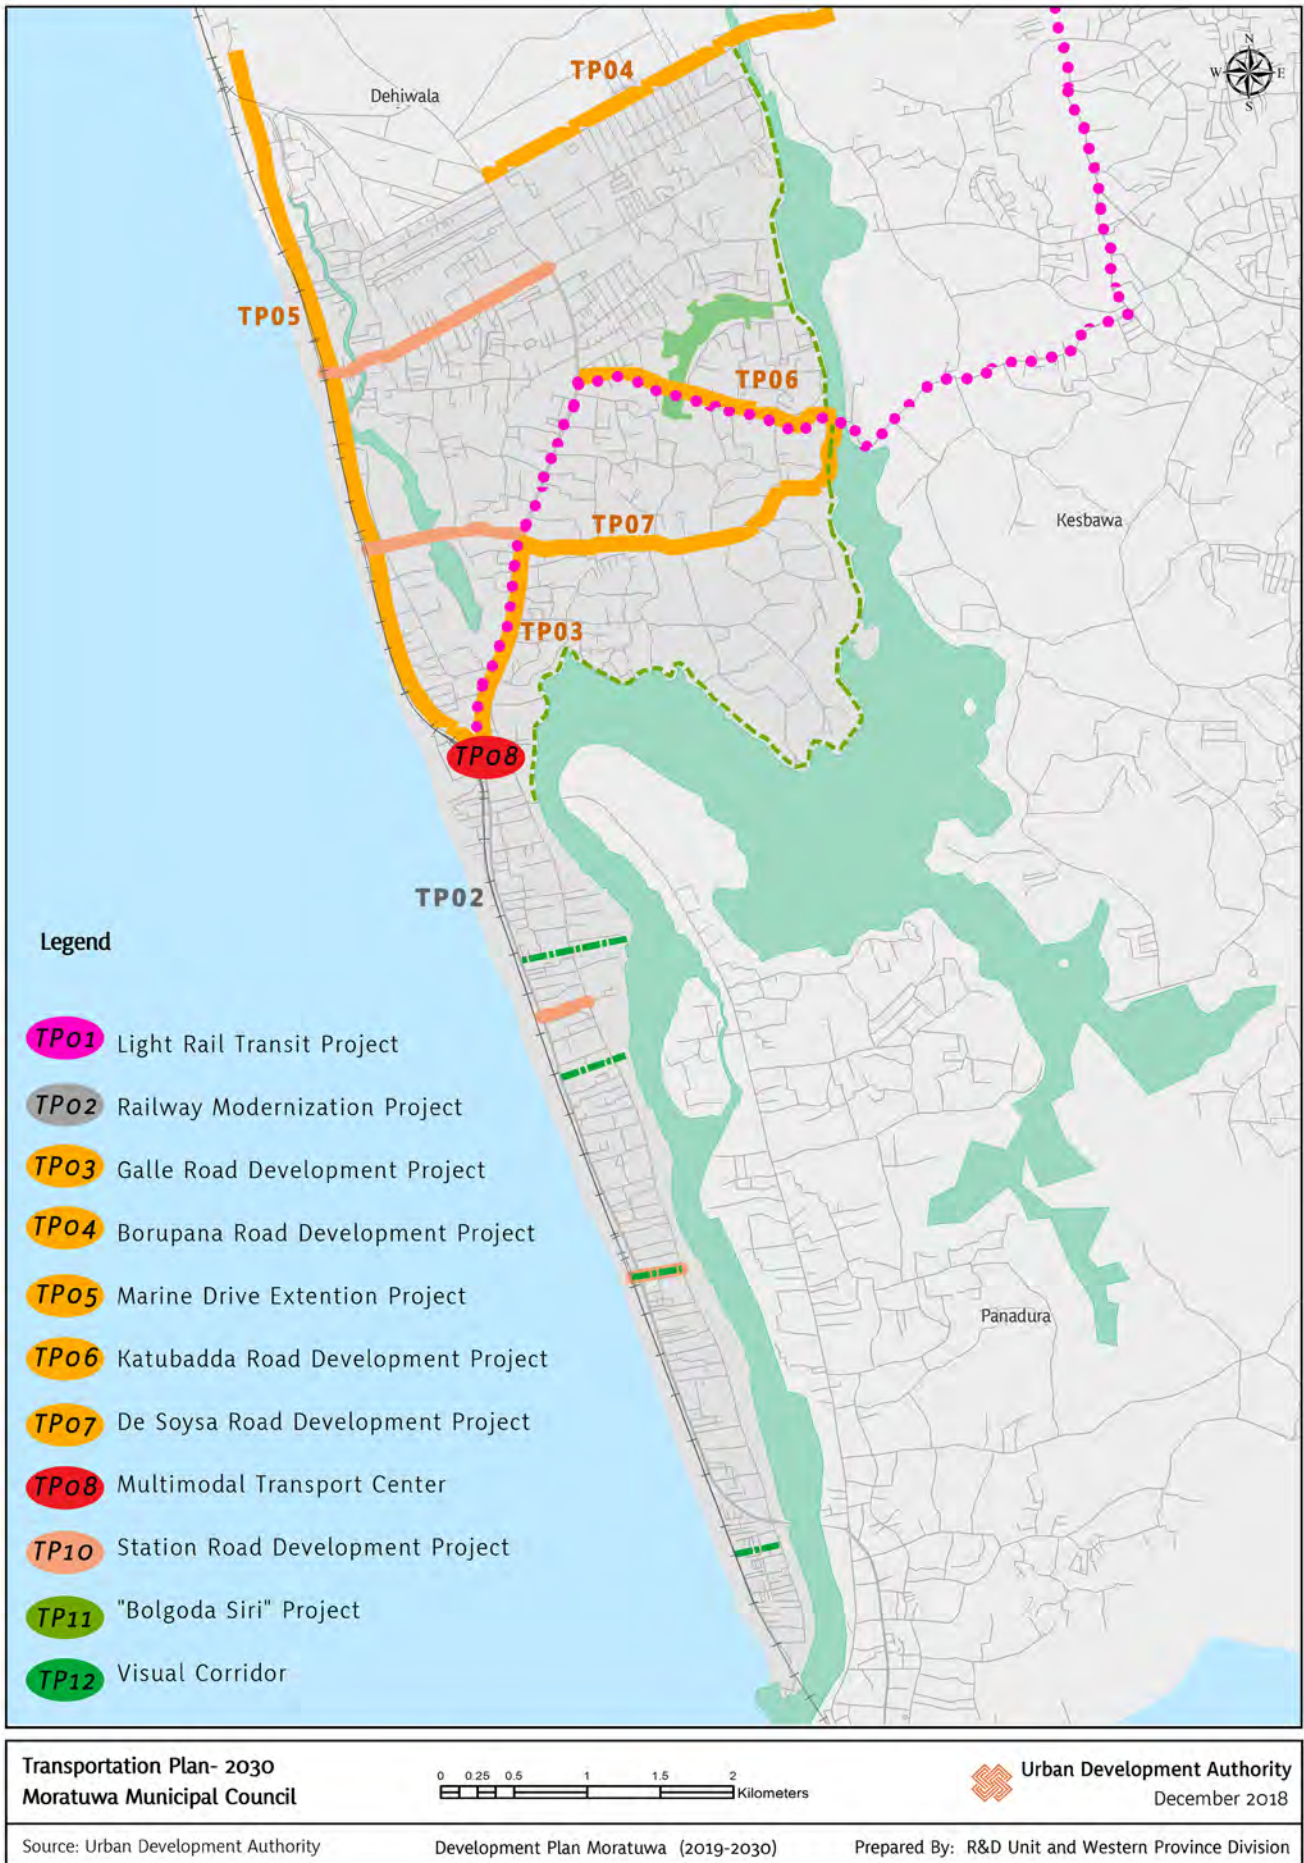 N
W E
S
TP04
Dehiwala
TP05
TP06
TP07
Kesbawa
TP03
TP08
TP02
Legend
TP01 Light Rail Transit Project
TP02 Railway Modernization Project
TP03 Galle Road Development Project
TP04 Borupana Road Development Project
TP05 Marine Drive Extention Project
Panadura
TP06 Katubadda Road Development Project
TP07 De Soysa Road Development Project
TP08 Multimodal Transport Center
TP10 Station Road Development Project
TP11 "Bolgoda Siri" Project
TP12 Visual Corridor
Transportation Plan- 2030
Moratuwa Municipal Council
0 0.25 0.5 1 1.5 2
Kilometers
Urban Development Authority
December 2018
Source: Urban Development Authority
Development Plan Moratuwa (2019-2030)
Prepared By: R&D Unit and Western Province Division